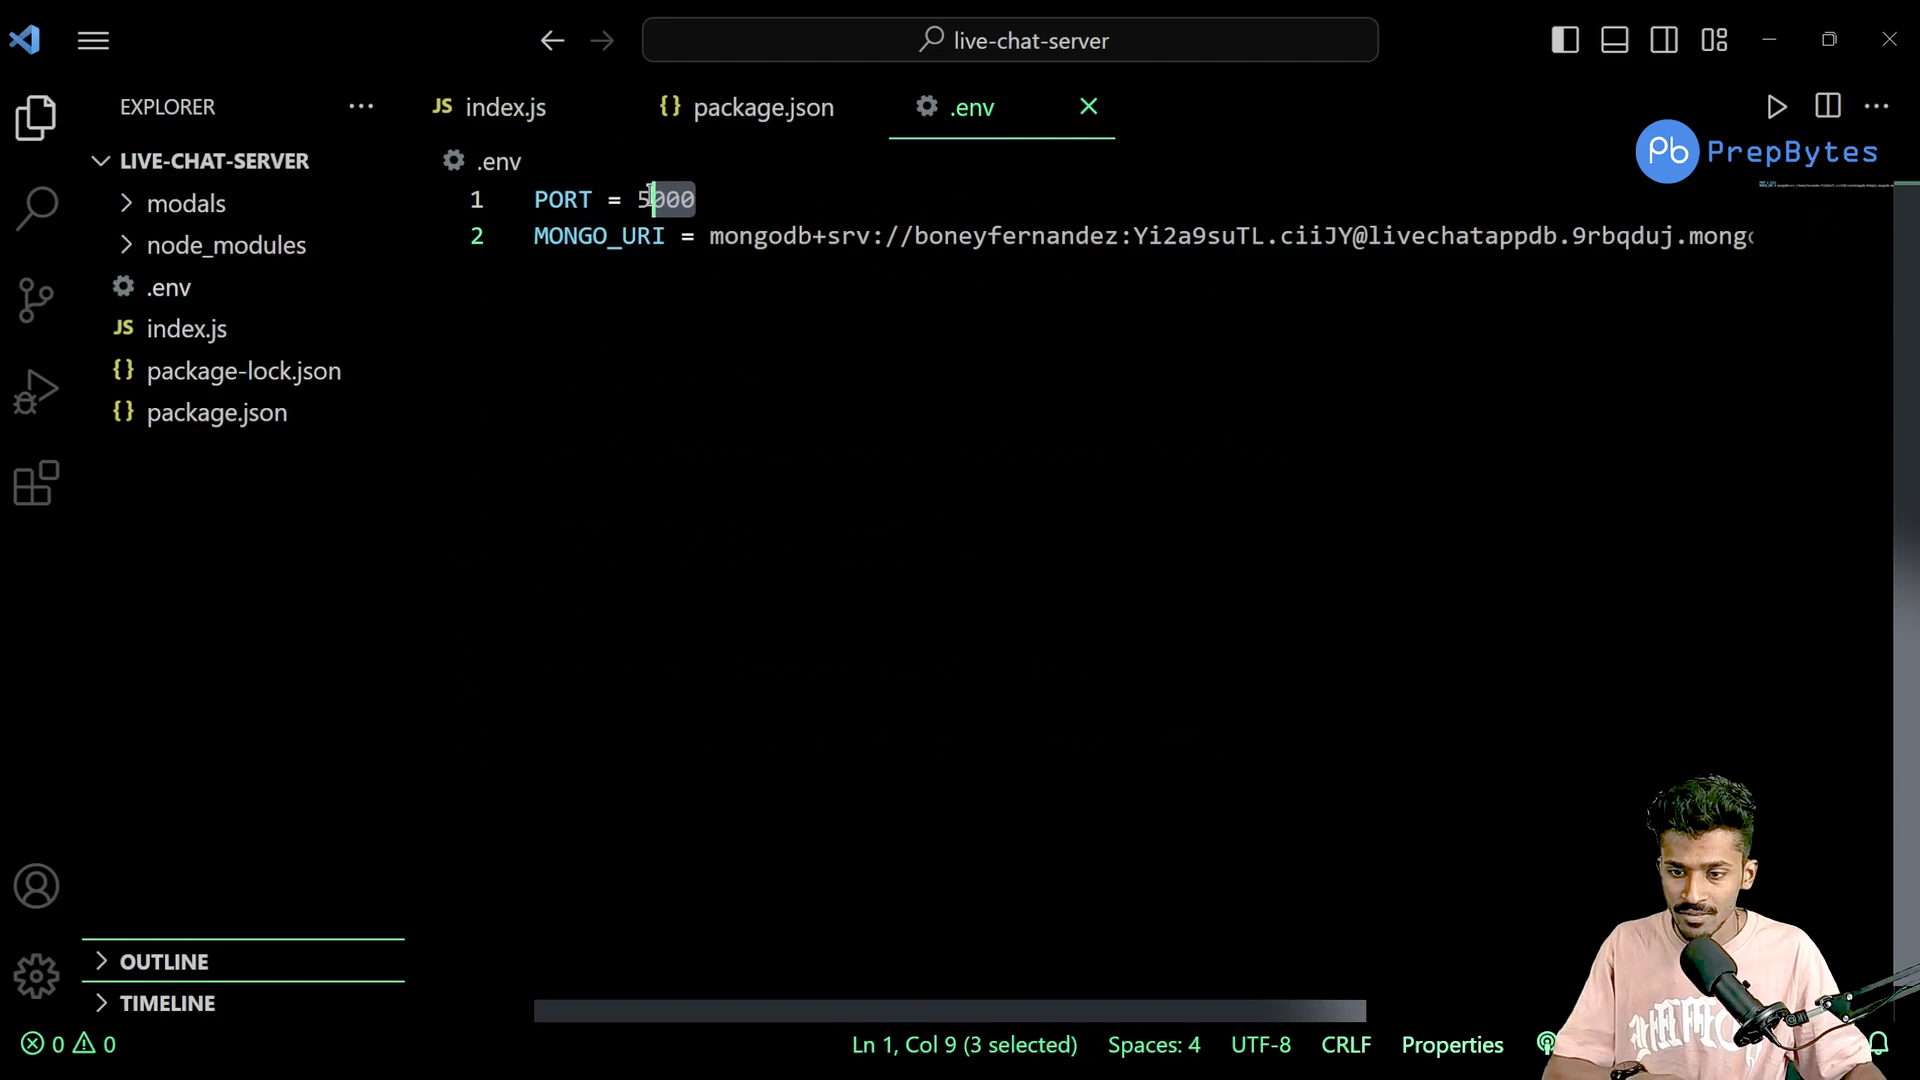 live-chat-server
EXPLORER
JS index.js
{} package.json
.env
Pb PrepBytes
LIVE-CHAT-SERVER
.env
modals
1 PORT = 5000
node_modules
2 MONGO_URI = mongodb+srv://boneyfernandez:Yi2a9suTL.ciiJY@livechatappdb.9rbqduj.mong
.env
JS index.js
{} package-lock.json
{} package.json
OUTLINE
TIMELINE
0 0
Ln 1, Col 9 (3 selected)
Spaces: 4
UTF-8
CRLF
Properties